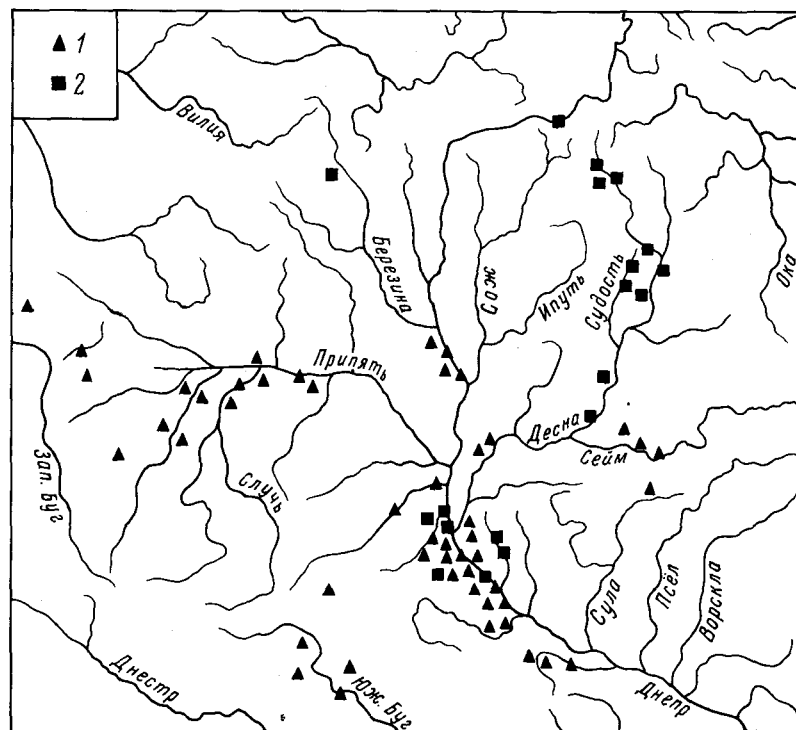 1
2
Вилия
Березина
Сож
Ипуть
Судость
Ока
Припять
Десна
Сейм
Зап. Буг
Случь
Сула
Псёл
Ворскла
Днестр
Юж. Буг
Днепр